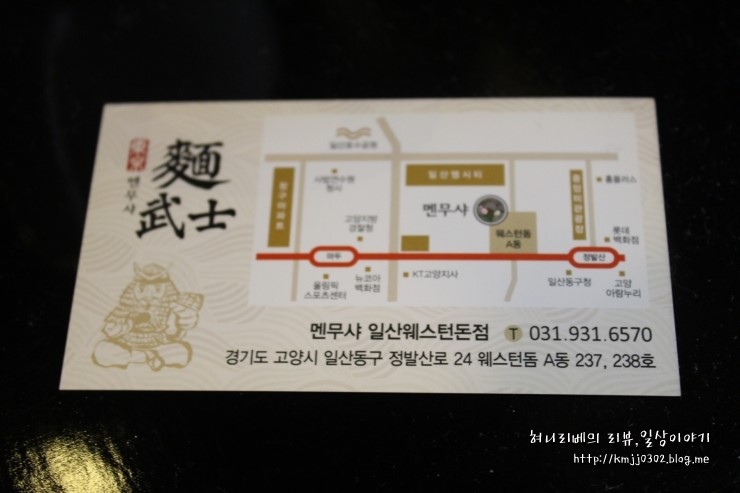 東京
멘무샤
麵
武士
일산호수공원
사법연수원
청사
일산엠시티
홈플러스
고양지방
경찰청
멘무샤
웨스턴돔
A동
롯데
백화점
마두
정발산
올림픽
스포츠센터
뉴코아
백화점
KT고양지사
일산동구청
고양
아람누리
멘무샤 일산웨스턴돈점 T 031.931.6570
경기도 고양시 일산동구 정발산로 24 웨스턴돔 A동 237, 238호
허니리베의 리뷰,일상이야기
http://kmjj0302.blog.me